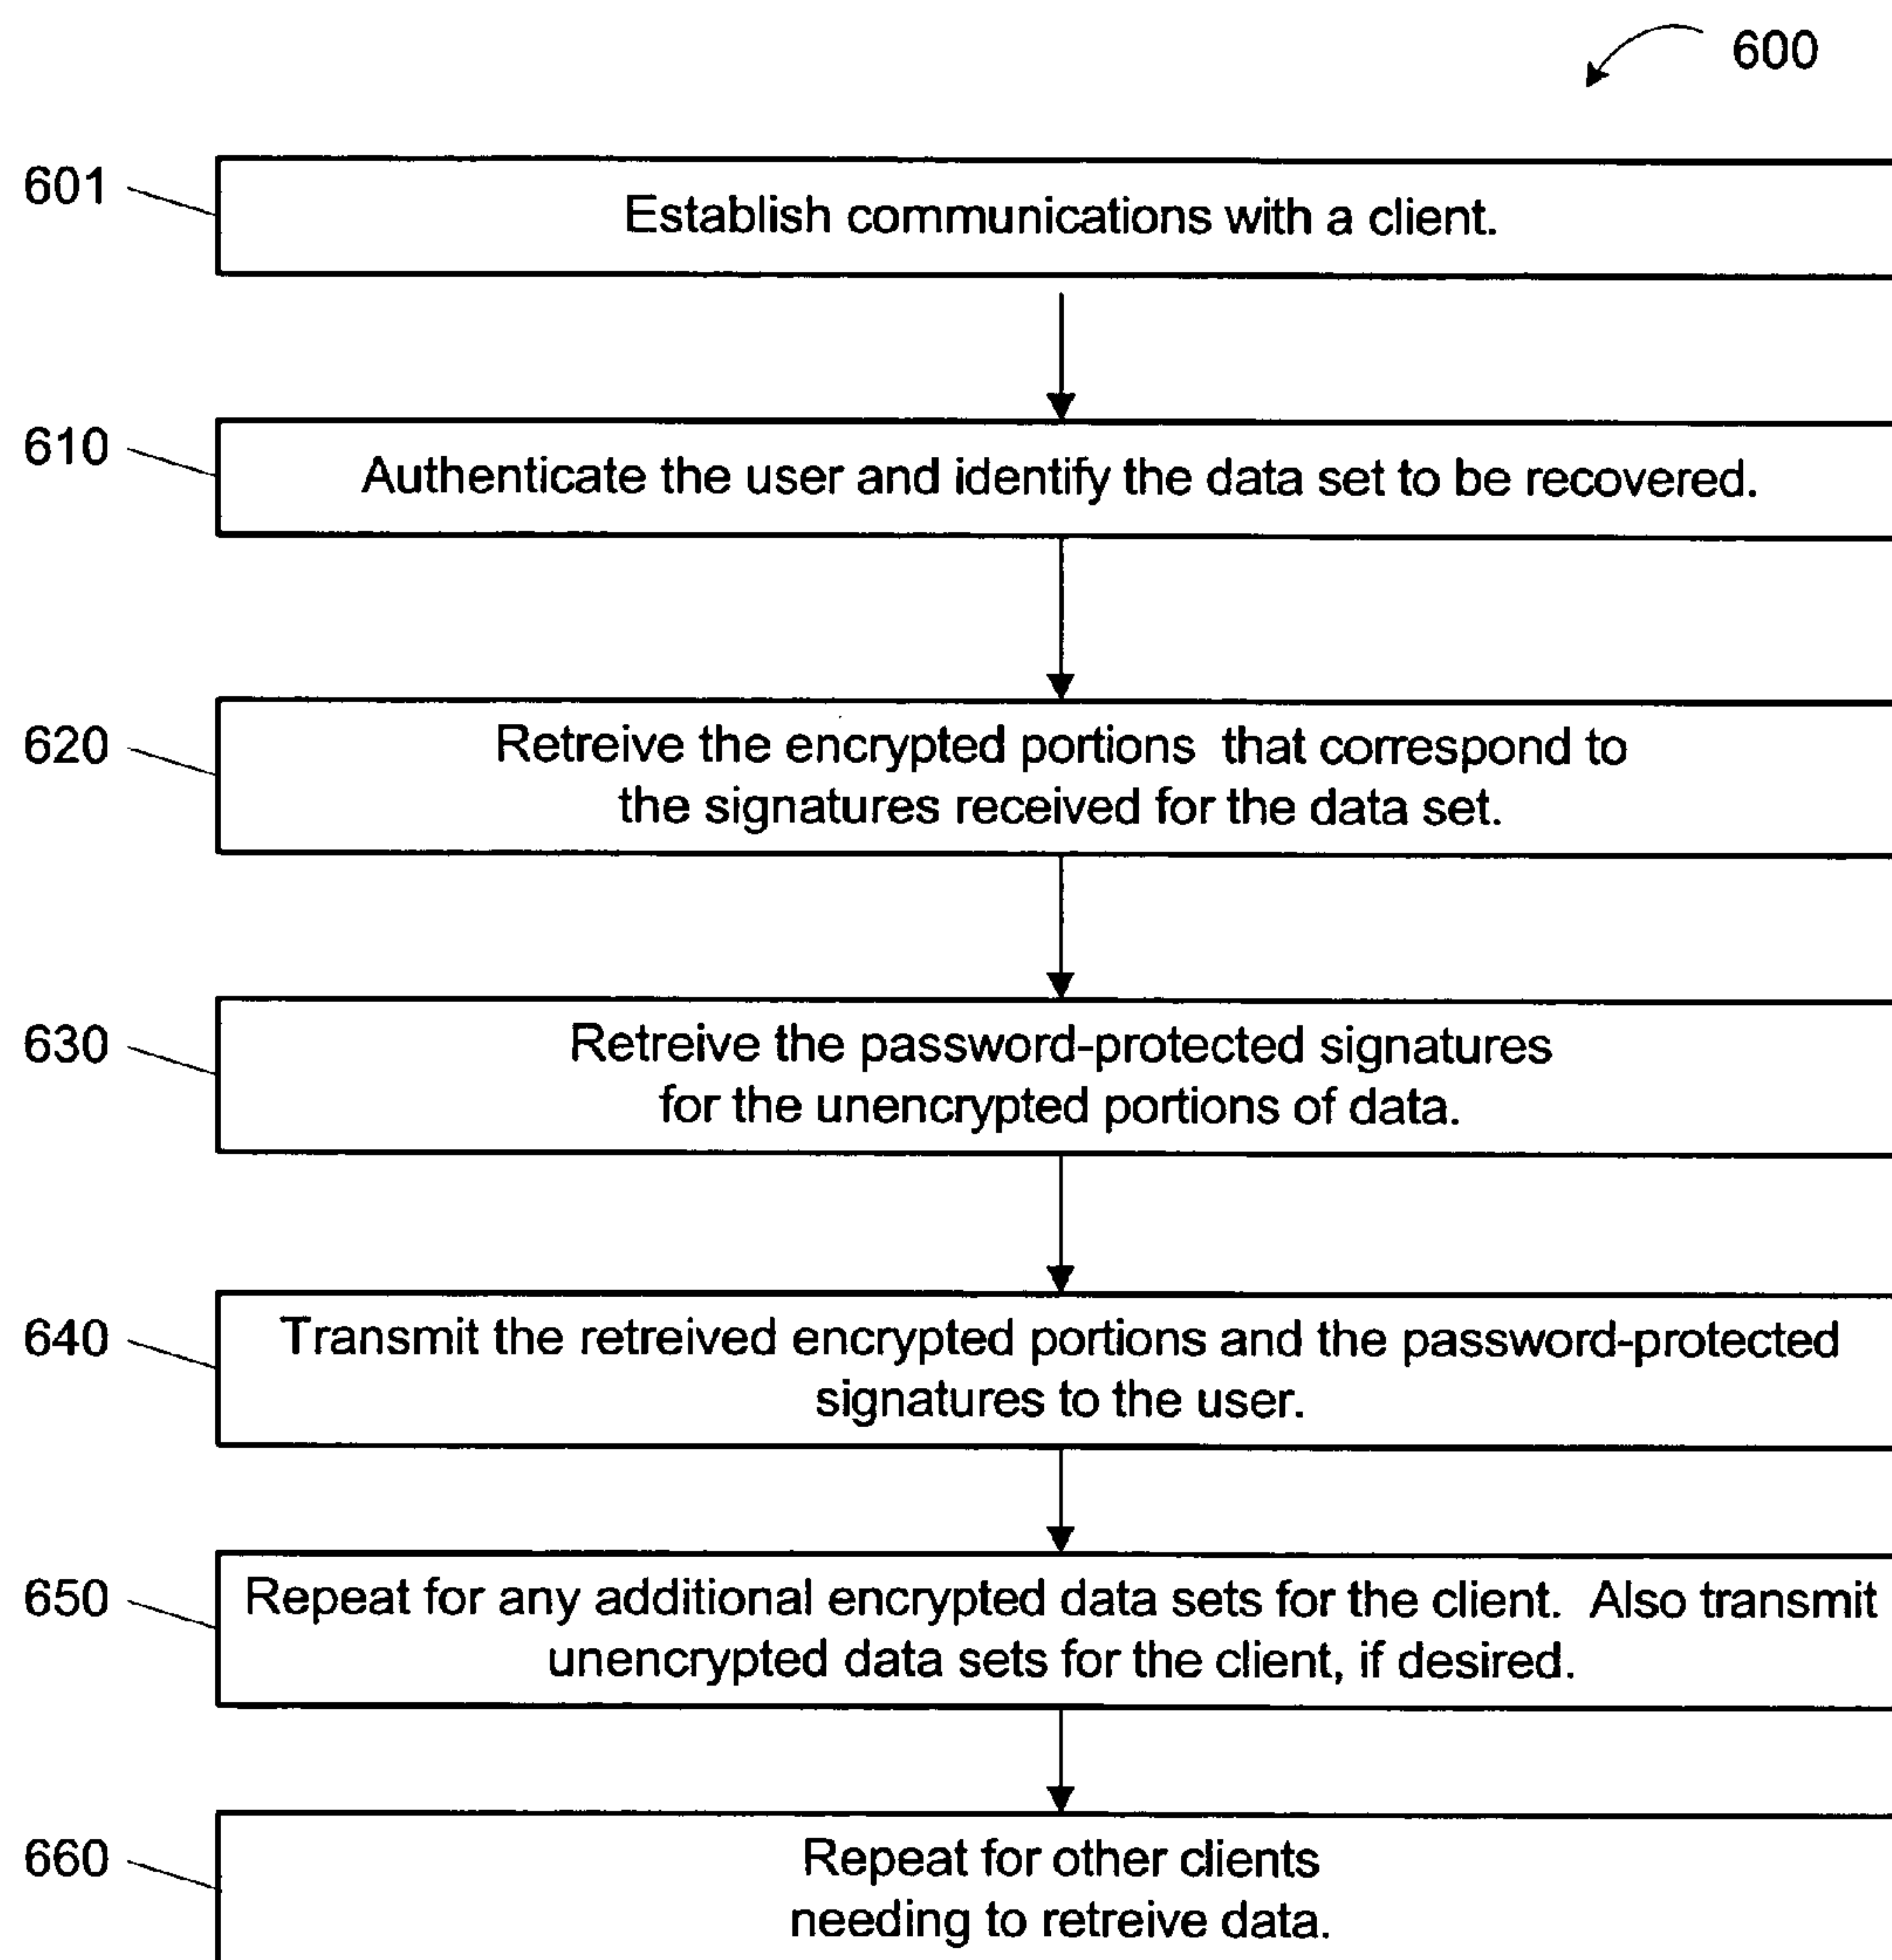 600
601
Establish communications with a client.
610
Authenticate the user and identify the data set to be recovered.
620
Retreive the encrypted portions that correspond to
the signatures received for the data set.
630
Retreive the password-protected signatures
for the unencrypted portions of data.
640
Transmit the retreived encrypted portions and the password-protected
signatures to the user.
650
Repeat for any additional encrypted data sets for the client. Also transmit
unencrypted data sets for the client, if desired.
660
Repeat for other clients
needing to retreive data.